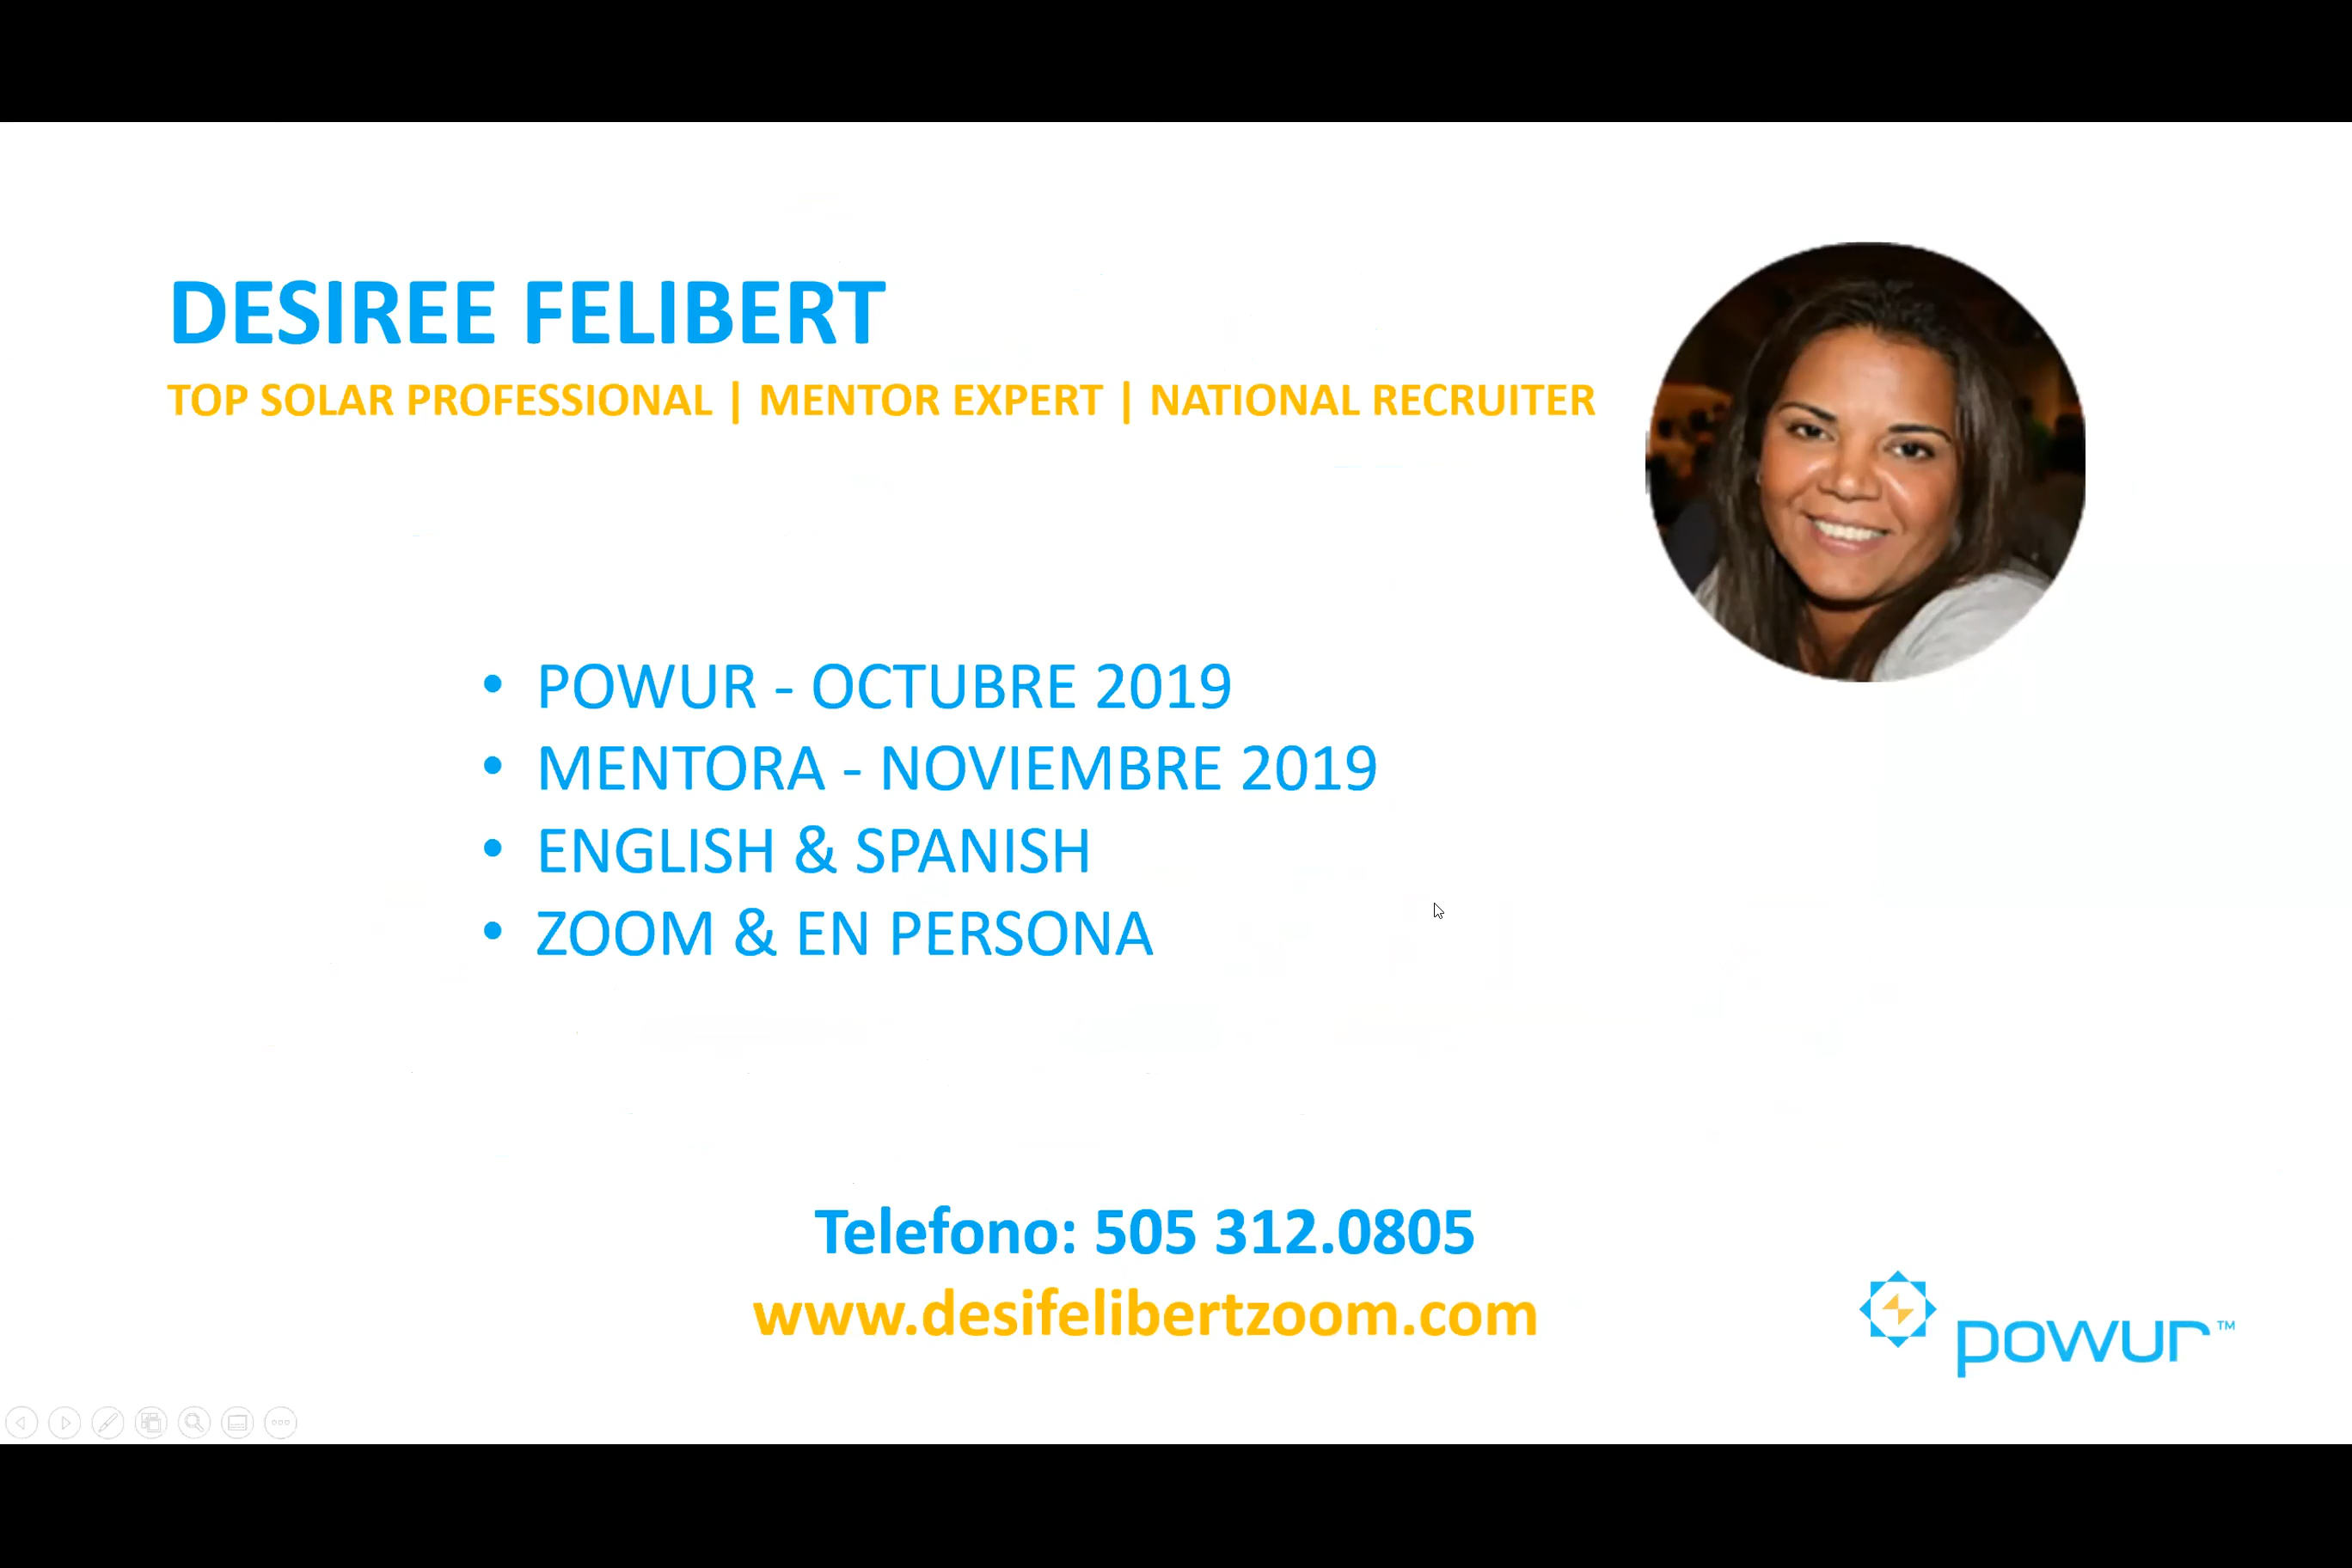 DESIREE FELIBERT
TOP SOLAR PROFESSIONAL | MENTOR EXPERT | NATIONAL RECRUITER
• POWUR - OCTUBRE 2019
• MENTORA - NOVIEMBRE 2019
• ENGLISH & SPANISH
• ZOOM & EN PERSONA
Telefono: 505 312.0805
www.desifelibertzoom.com
powur™